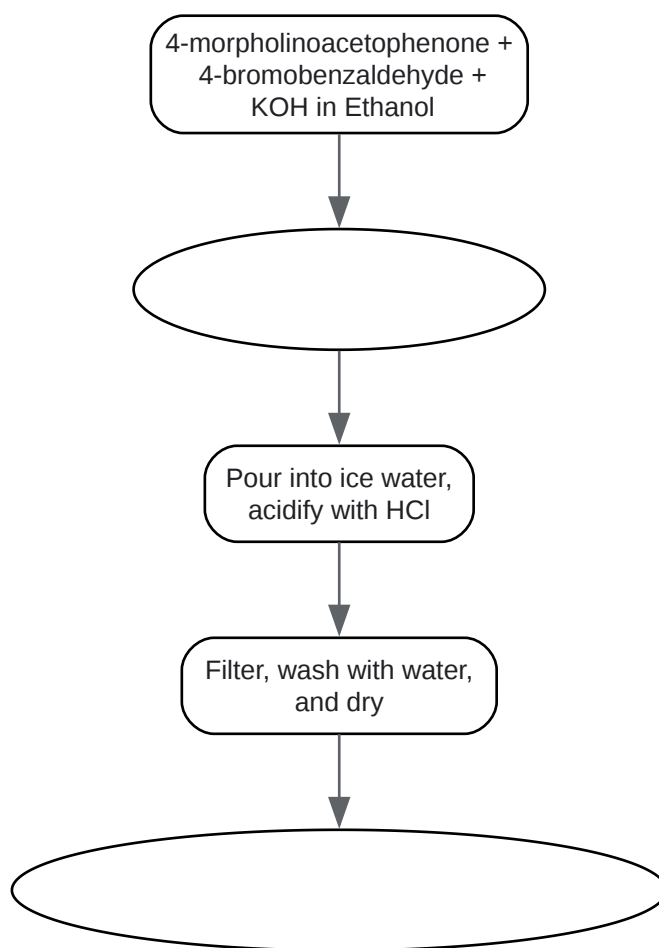 4-morpholinoacetophenone +
4-bromobenzaldehyde +
KOH in Ethanol
Pour into ice water,
acidify with HCl
Filter, wash with water,
and dry